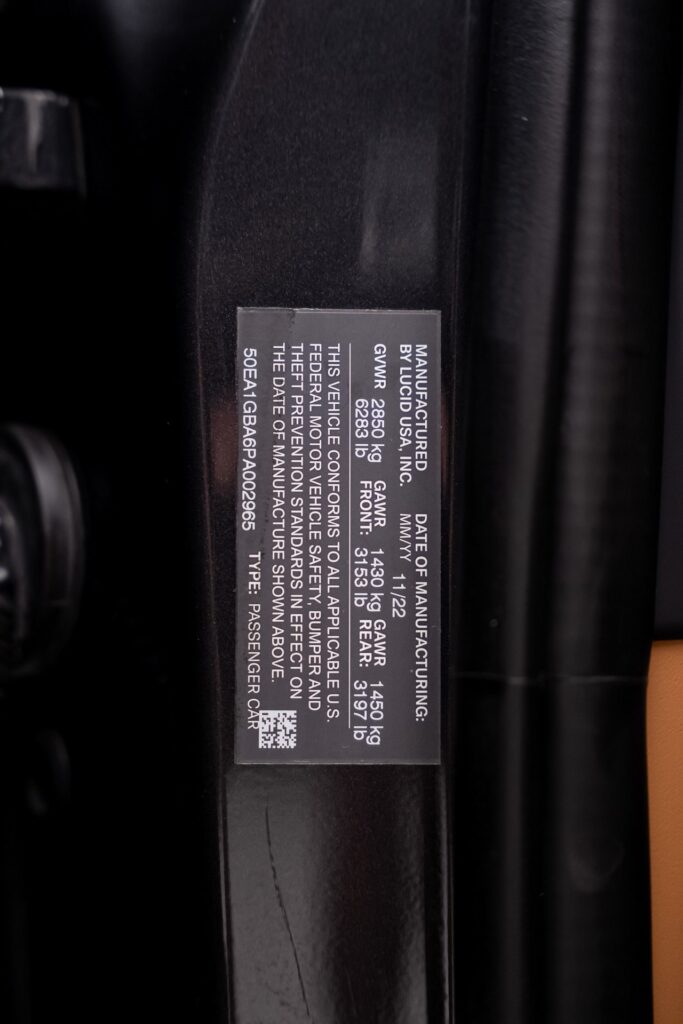 MANUFACTURED DATE OF MANUFACTURING:
BY LUCID USA, INC. MM/YY 11/22
GVWR 2850 kg GAWR 1430 kg GAWR 1450 kg
6283 lb FRONT: 3153 lb REAR: 3197 lb
THIS VEHICLE CONFORMS TO ALL APPLICABLE U.S.
FEDERAL MOTOR VEHICLE SAFETY, BUMPER AND
THEFT PREVENTION STANDARDS IN EFFECT ON
THE DATE OF MANUFACTURE SHOWN ABOVE.
50EA1GBA6PA002965 TYPE: PASSENGER CAR